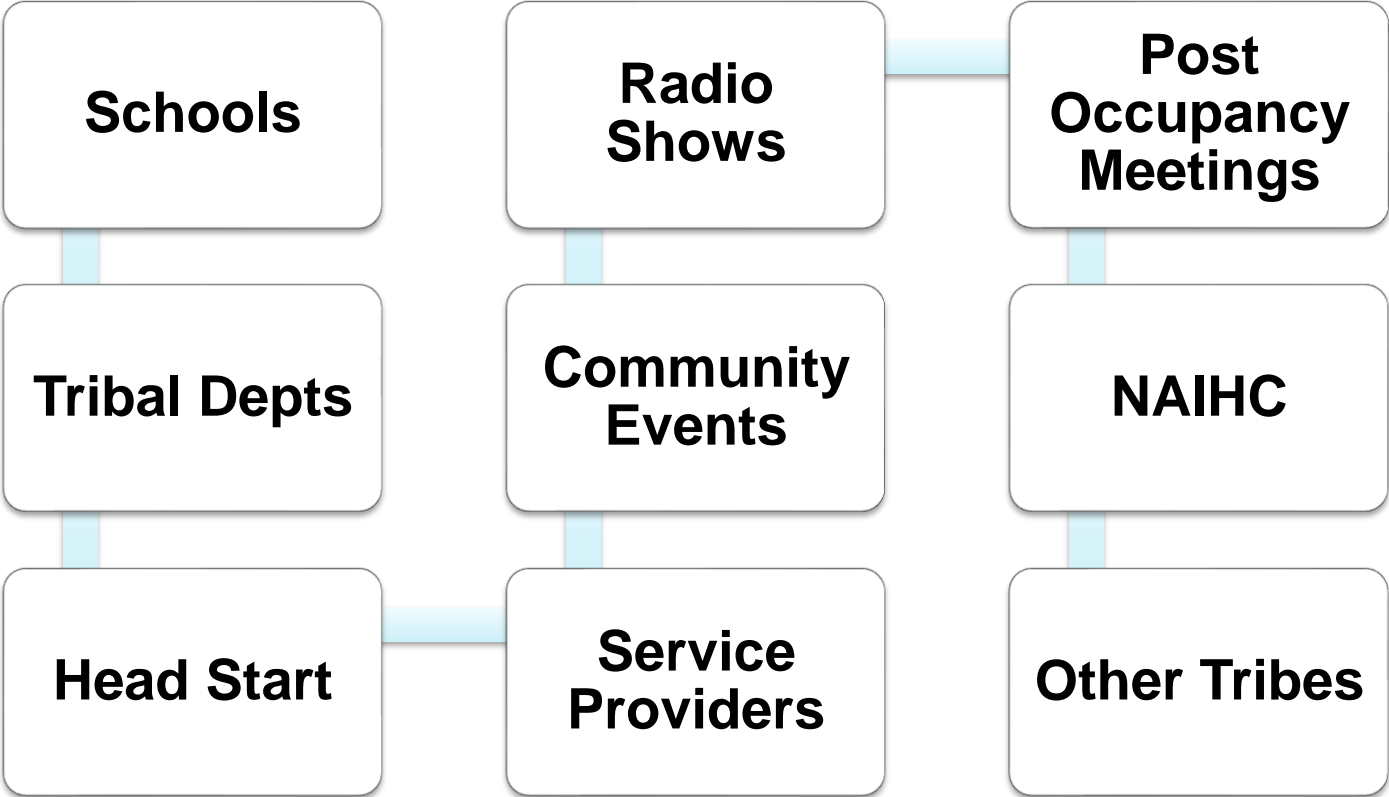 Schools
Tribal Depts
Head Start
Service
Providers
Community
Events
Radio
Shows
Post
Occupancy
Meetings
NAIHC
Other Tribes